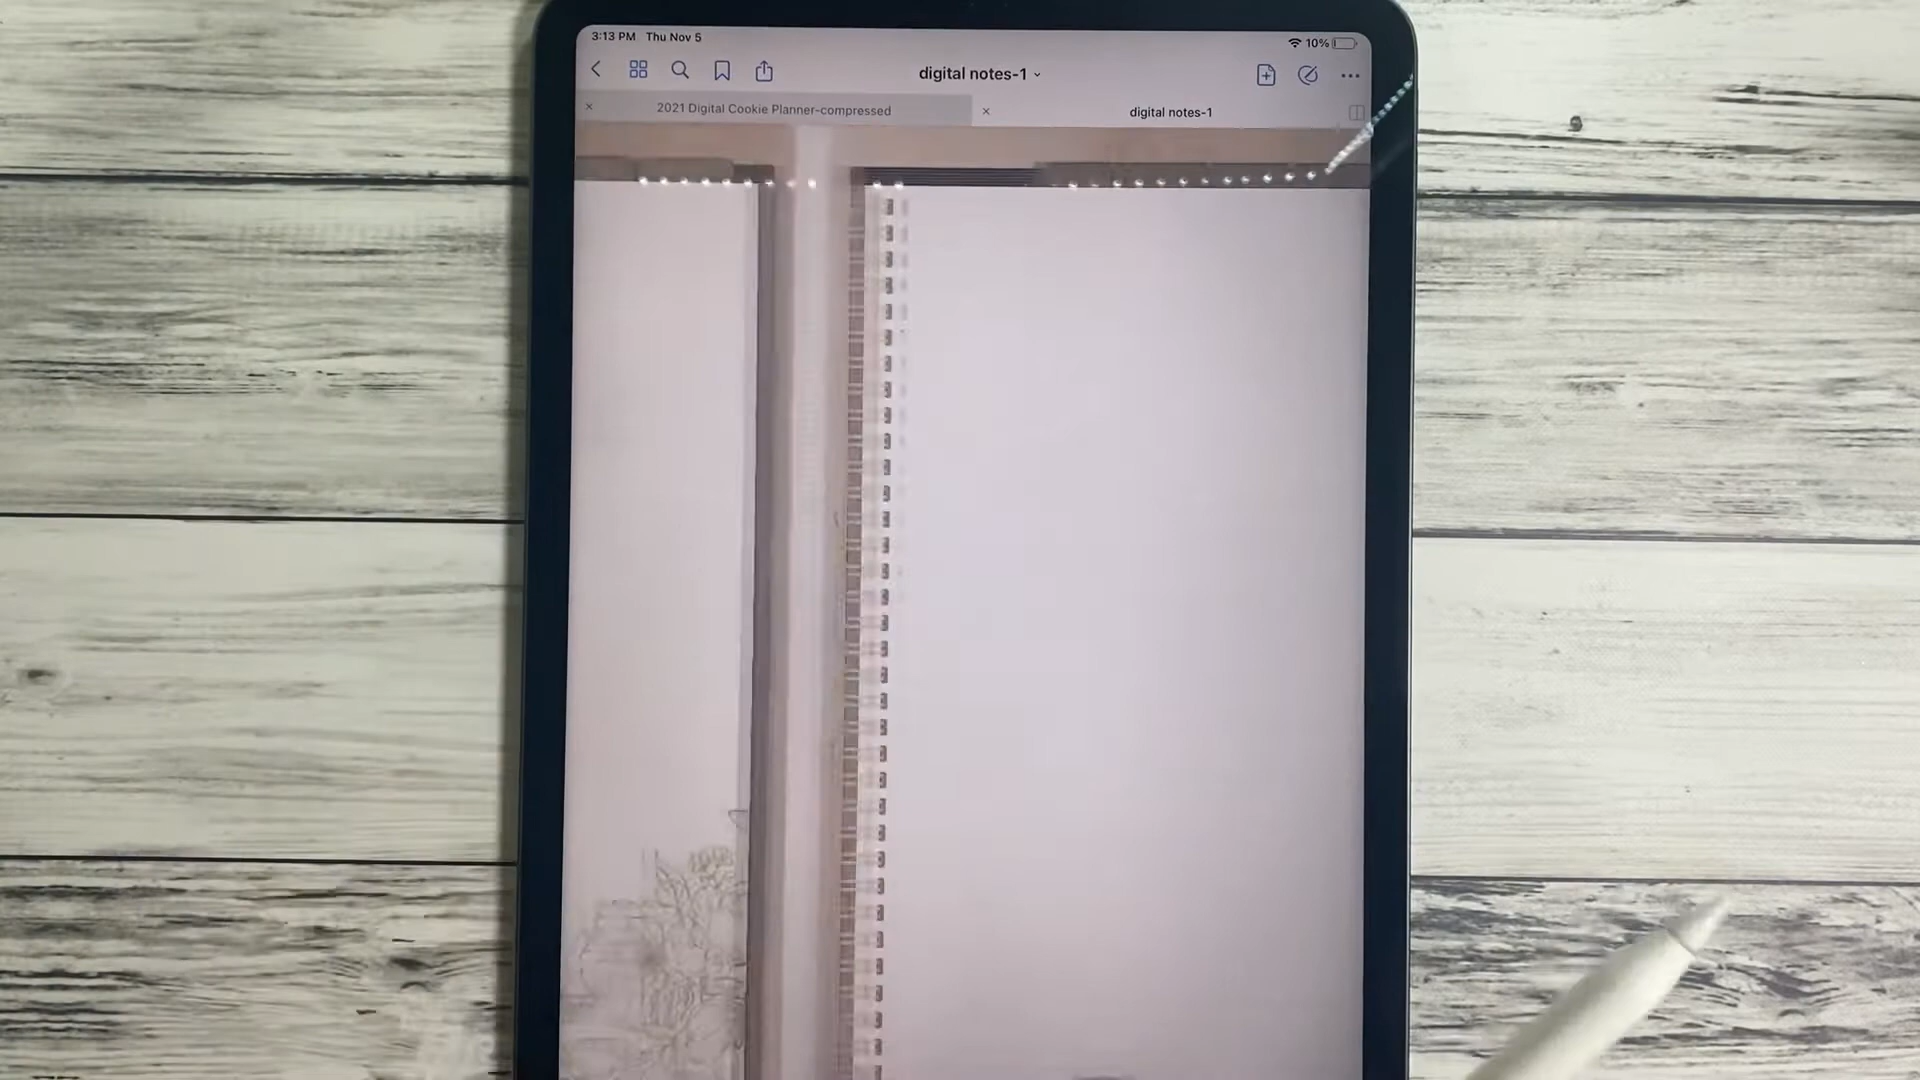 3:13 PM Thu Nov 5
10%
digital notes-1
2021 Digital Cookie Planner-compressed
digital notes-1